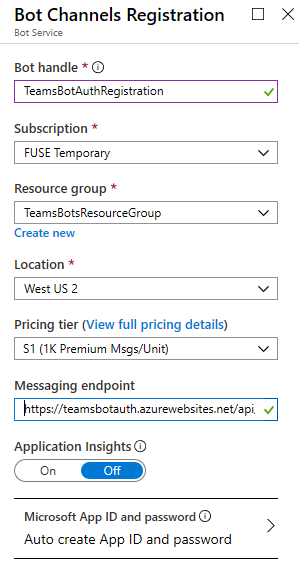 Bot Channels Registration
Bot Service
Bot handle *
TeamsBotAuthRegistration
Subscription *
FUSE Temporary
Resource group *
TeamsBotsResourceGroup
Create new
Location *
West US 2
Pricing tier (View full pricing details)
S1 (1K Premium Msgs/Unit)
Messaging endpoint
https://teamsbotauth.azurewebsites.net/api,
Application Insights
On Off
Microsoft App ID and password
Auto create App ID and password